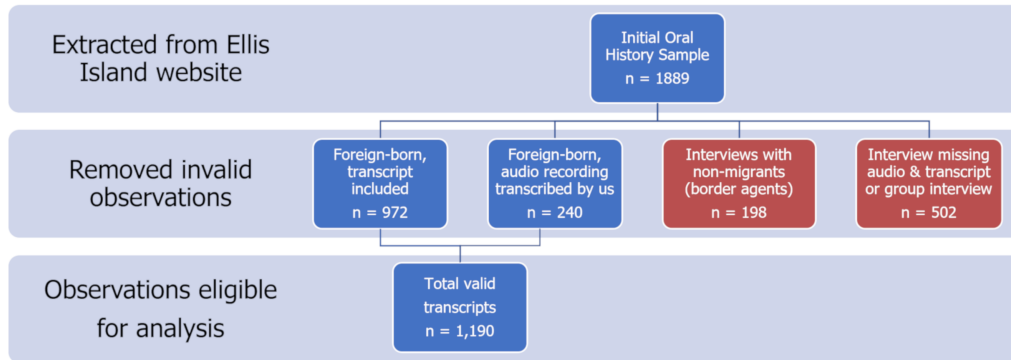 Extracted from Ellis
Island website
Initial Oral
History Sample
n = 1889
Removed invalid
observations
Foreign-born,
transcript
included
n = 972
Foreign-born,
audio recording
transcribed by us
n = 240
Interviews with
non-migrants
(border agents)
n = 198
Interview missing
audio & transcript
or group interview
n = 502
Observations eligible
for analysis
Total valid
transcripts
n = 1,190